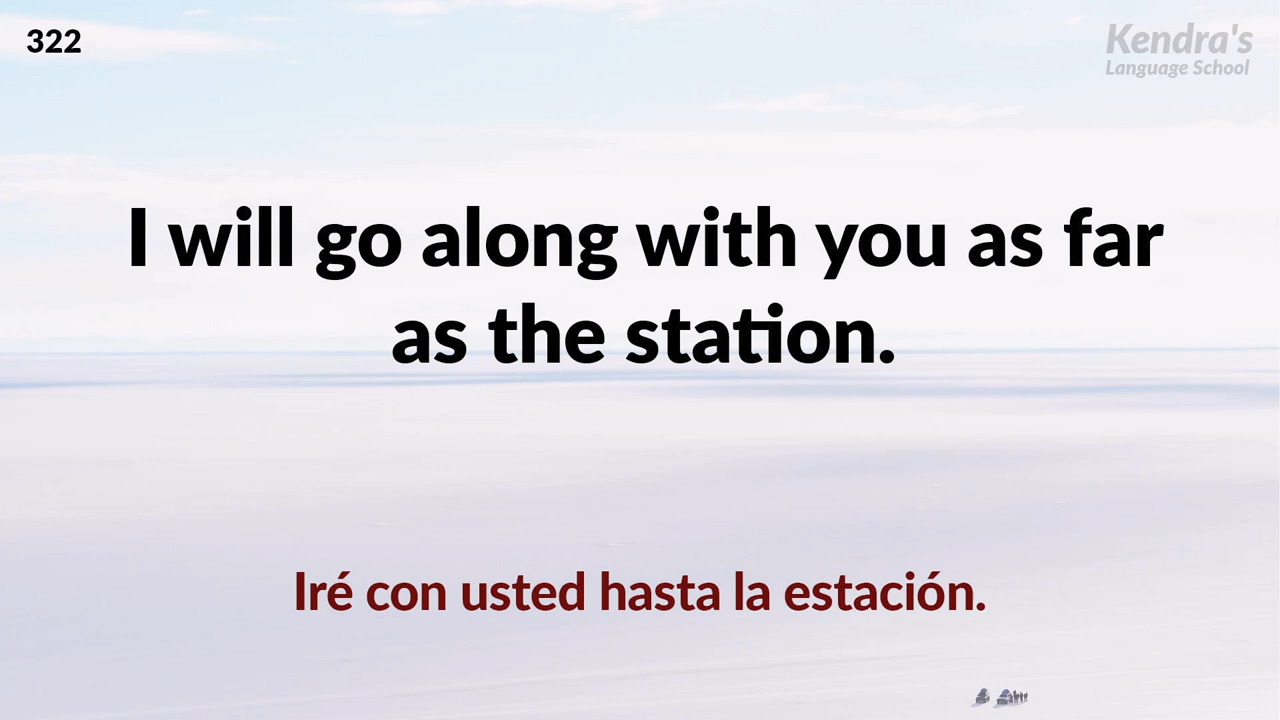 322
Kendra's
Language School
I will go along with you as far
as the station.
Iré con usted hasta la estación.